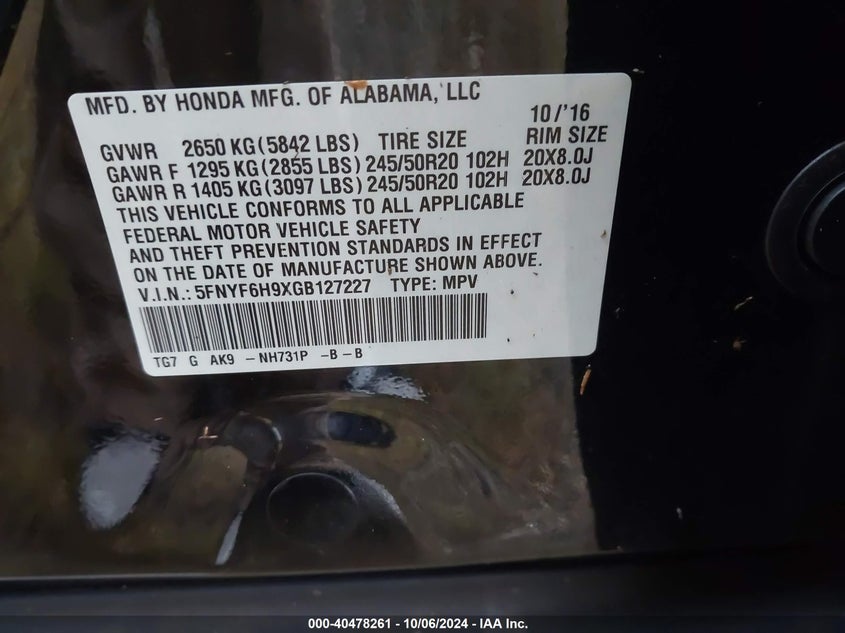 MFD. BY HONDA MFG. OF ALABAMA, LLC
10/'16
GVWR 2650 KG(5842 LBS) TIRE SIZE RIM SIZE
GAWR F 1295 KG(2855 LBS) 245/50R20 102H 20X8.0J
GAWR R 1405 KG(3097 LBS) 245/50R20 102H 20X8.0J
THIS VEHICLE CONFORMS TO ALL APPLICABLE
FEDERAL MOTOR VEHICLE SAFETY
AND THEFT PREVENTION STANDARDS IN EFFECT
ON THE DATE OF MANUFACTURE SHOWN ABOVE.
V.I.N.: 5FNYF6H9XGB127227 TYPE: MPV
TG7 G AK9 -NH731P -B-B
000-40478261 - 10/06/2024 - IAA Inc.